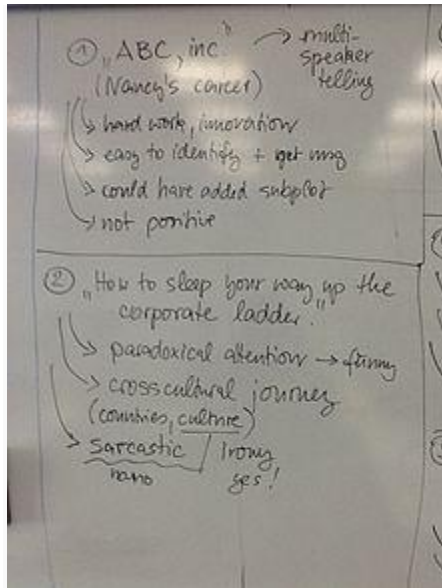 ① „ABC, inc" → multi-
speaker
telling
(Nancy's career)
↳ hard work, innovation
↳ easy to identify + get msg
↳ could have added subplot
↳ not positive
② „How to sleep your way up the
corporate ladder."
↳ paradoxical attention → funny
↳ crosscultural journey
(countries, culture)
↳ sarcastic / Irony
yes!